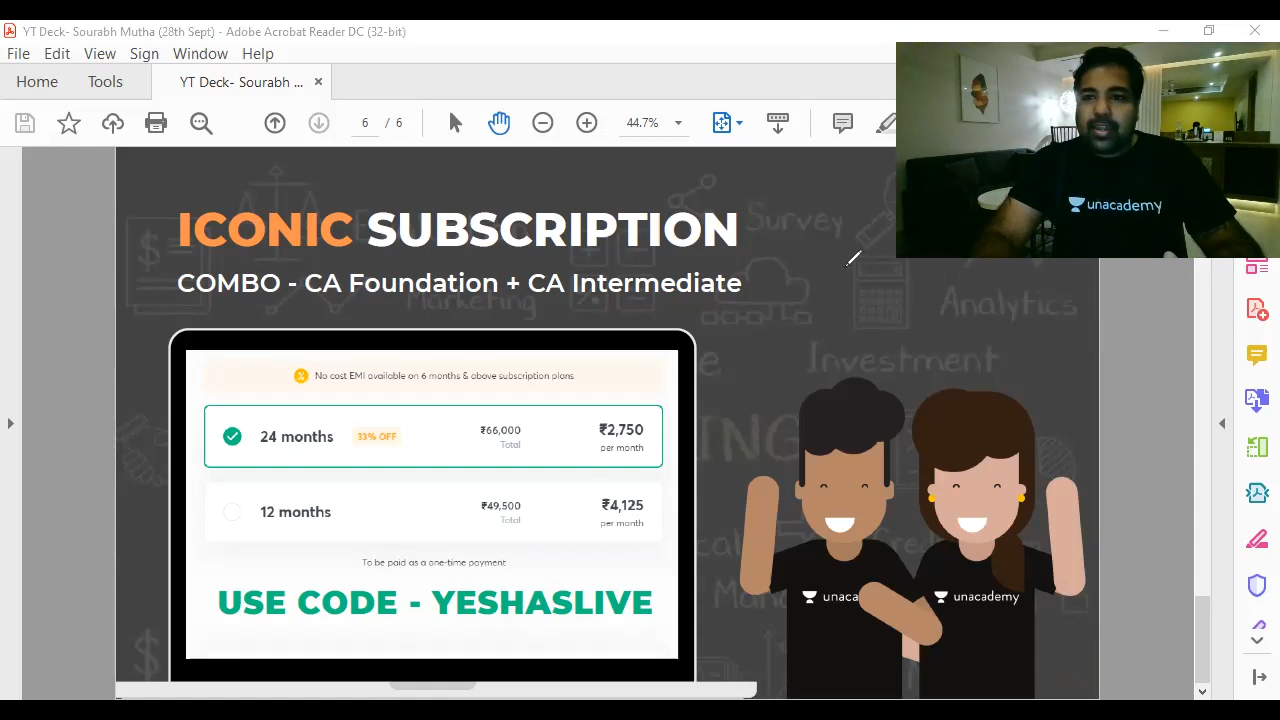 YT Deck- Sourabh Mutha (28th Sept) - Adobe Acrobat Reader DC (32-bit)
File Edit View Sign Window Help
Home Tools YT Deck- Sourabh ...
6 / 6 44.7%
unacademy
ICONIC SUBSCRIPTION
COMBO - CA Foundation + CA Intermediate
Survey
Marketing
Analytics
Investment
No cost EMI available on 6 months & above subscription plans
24 months 33% OFF ₹66,000 ₹2,750
Total per month
12 months ₹49,500 ₹4,125
Total per month
To be paid as a one-time payment
USE CODE - YESHASLIVE
unaca
unacademy